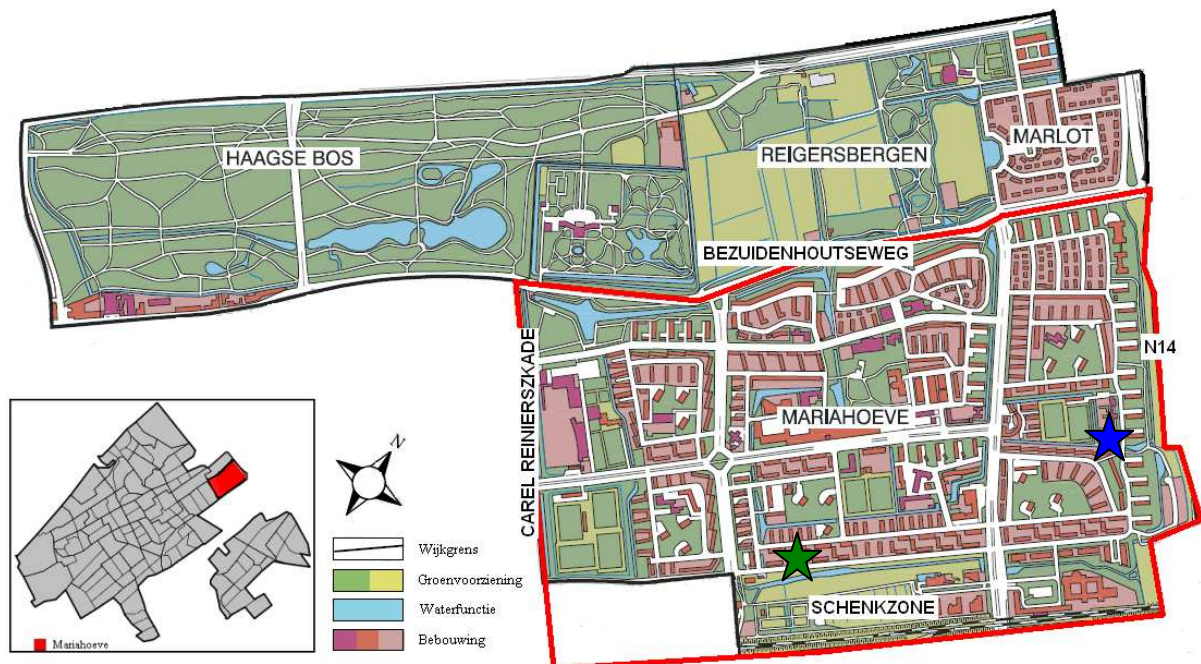 HAAGSE BOS
REIGERSBERGEN
MARLOT
BEZUIDENHOUTSEWEG
CAREL REINIERSZKADE
N14
MARIAHOEVE
SCHENKZONE
N
Wijkgrens
Groenvoorziening
Waterfunctie
Bebouwing
Mariahoeve